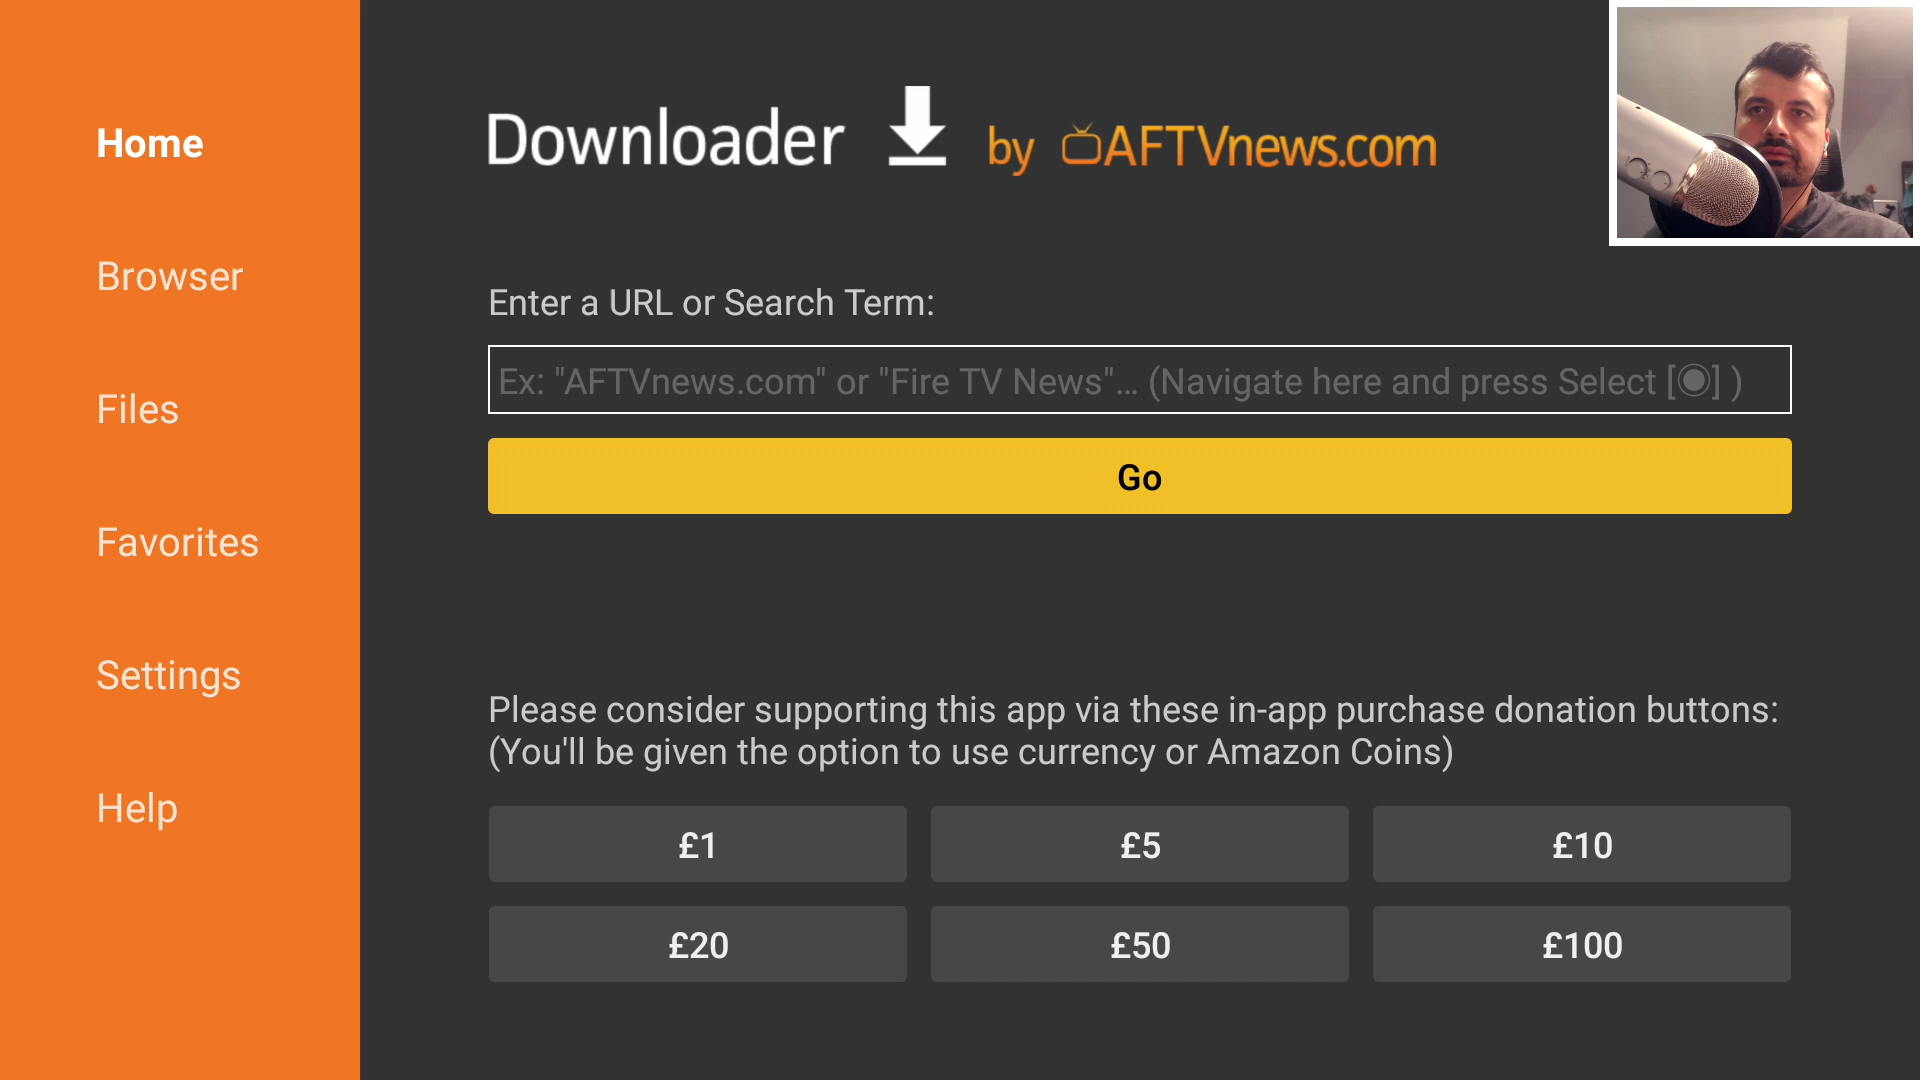 Home
Browser
Files
Favorites
Settings
Help
Downloader by AFTVnews.com
Enter a URL or Search Term:
Ex: "AFTVnews.com" or "Fire TV News"... (Navigate here and press Select [◉] )
Go
Please consider supporting this app via these in-app purchase donation buttons:
(You'll be given the option to use currency or Amazon Coins)
£1 £5 £10
£20 £50 £100